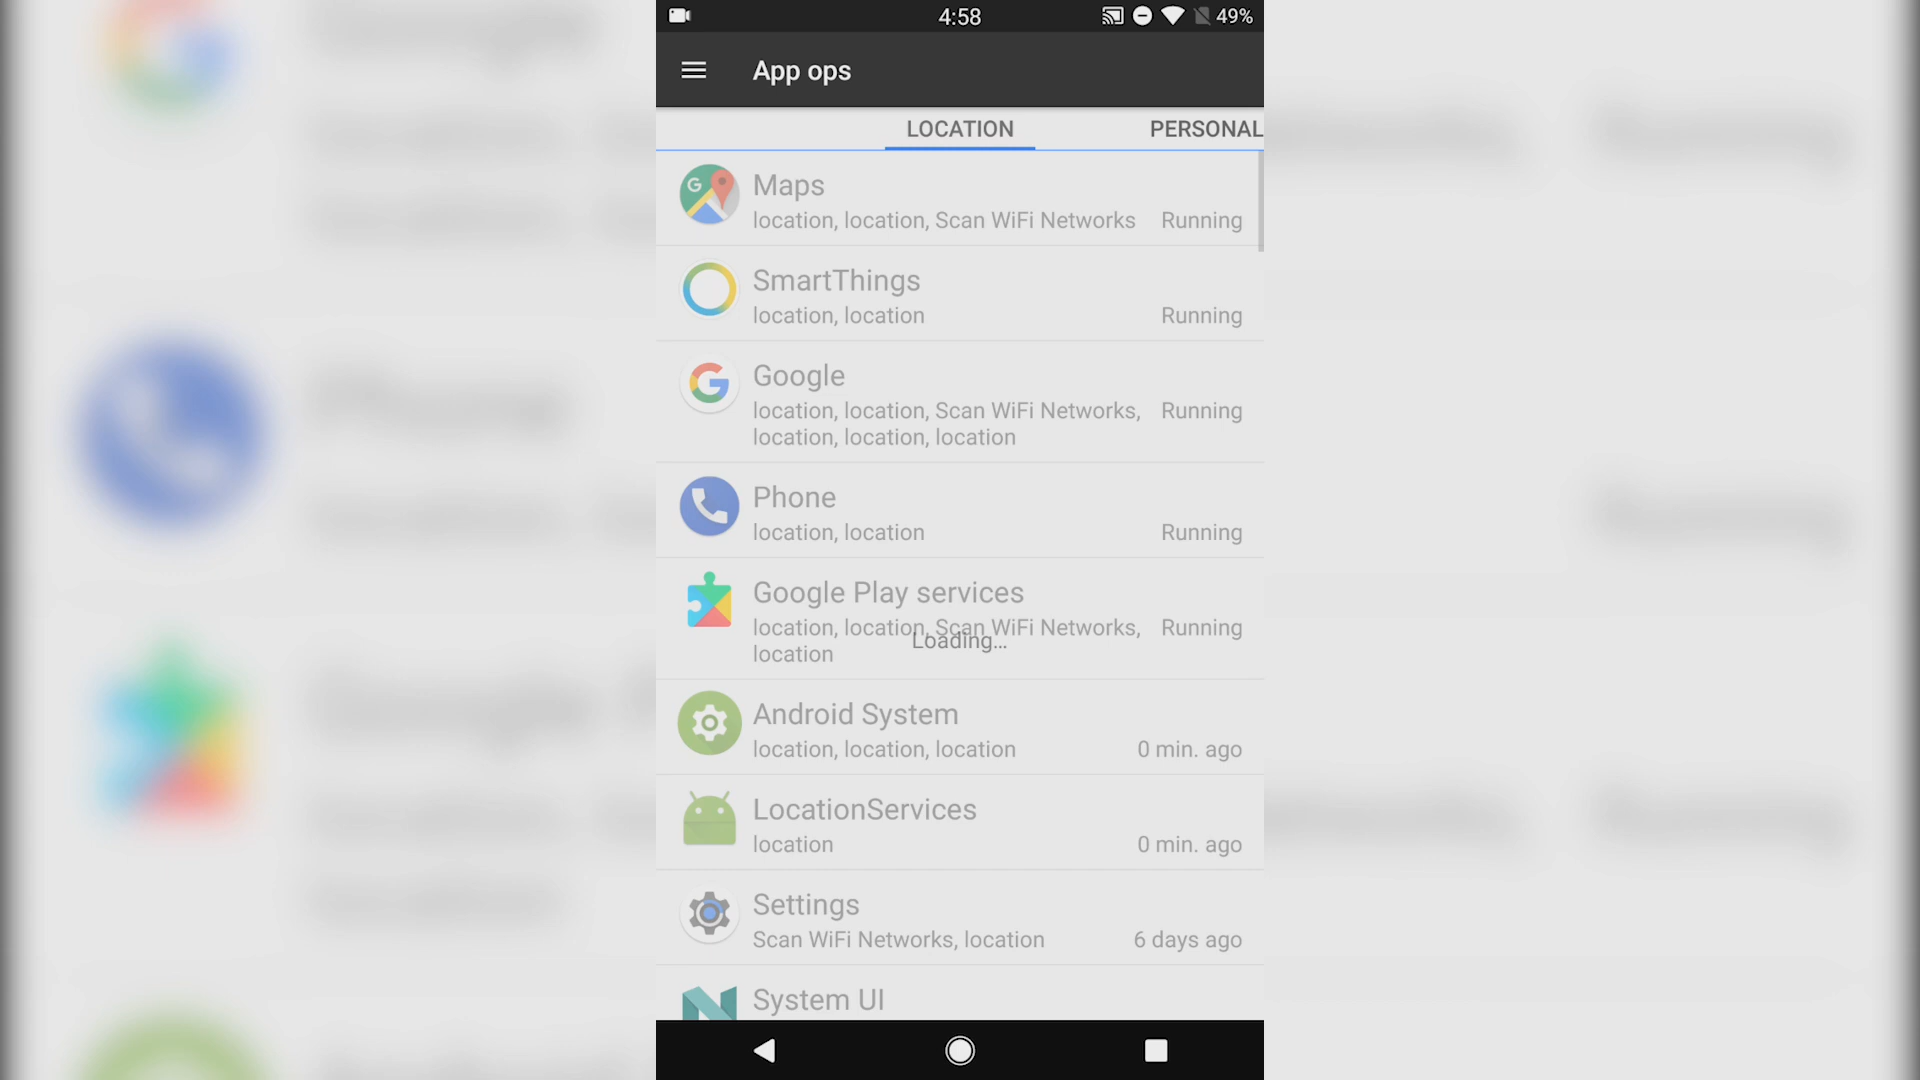 4:58
49%
App ops
LOCATION
PERSONAL
Maps
location, location, Scan WiFi Networks
Running
SmartThings
location, location
Running
Google
location, location, Scan WiFi Networks,
location, location, location
Running
Phone
location, location
Running
Google Play services
location, location, Scan WiFi Networks,
location
Running
Loading…
Android System
location, location, location
0 min. ago
LocationServices
location
0 min. ago
Settings
Scan WiFi Networks, location
6 days ago
System UI